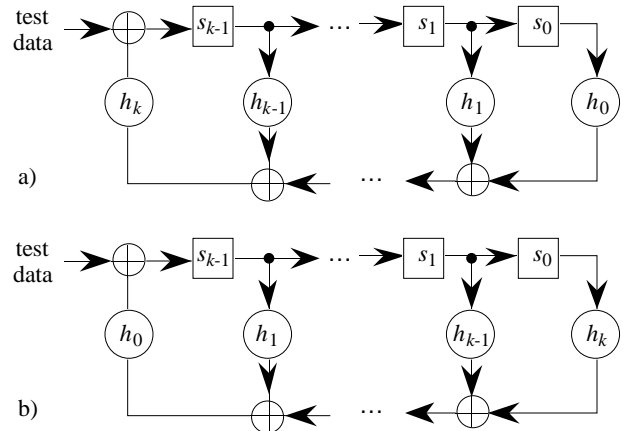 test data
s_{k-1} ... s_1 s_0
h_k h_{k-1} h_1 h_0
...
a)
test data
s_{k-1} ... s_1 s_0
h_0 h_1 h_{k-1} h_k
...
b)